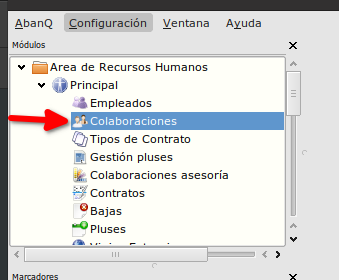 AbanQ Configuración Ventana Ayuda
Módulos
Area de Recursos Humanos
Principal
Empleados
Colaboraciones
Tipos de Contrato
Gestión pluses
Colaboraciones asesoría
Contratos
Bajas
Pluses
Marcadores